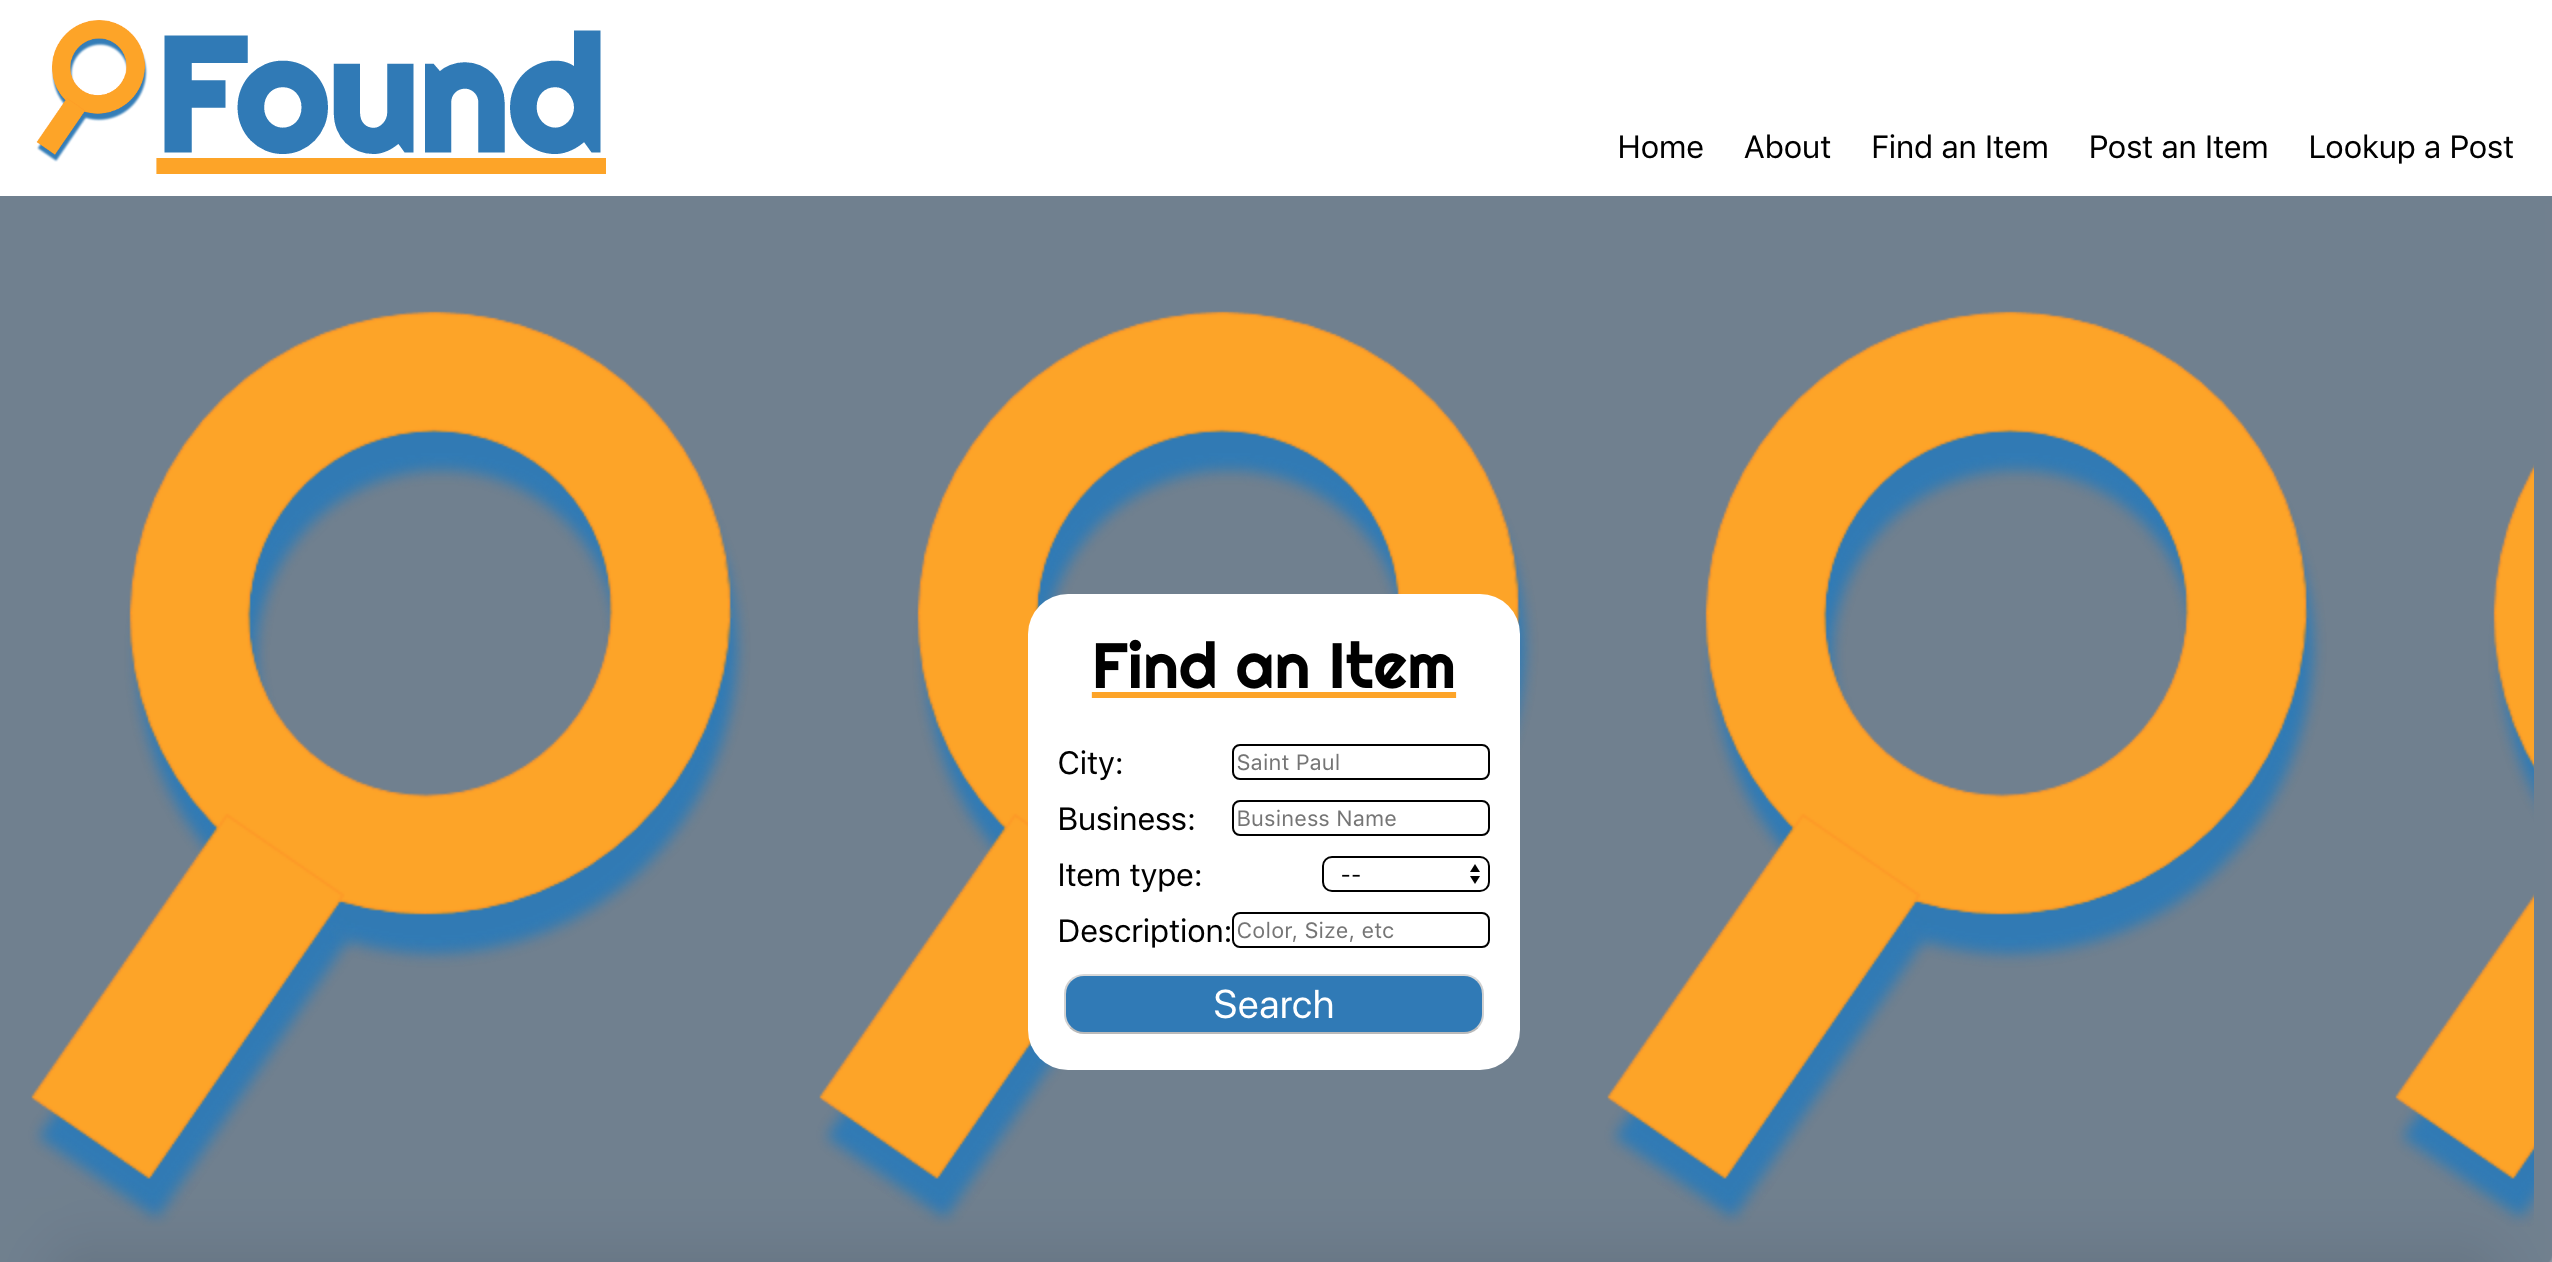 Found
Home About Find an Item Post an Item Lookup a Post
Find an Item
City: Saint Paul
Business: Business Name
Item type: --
Description: Color, Size, etc
Search